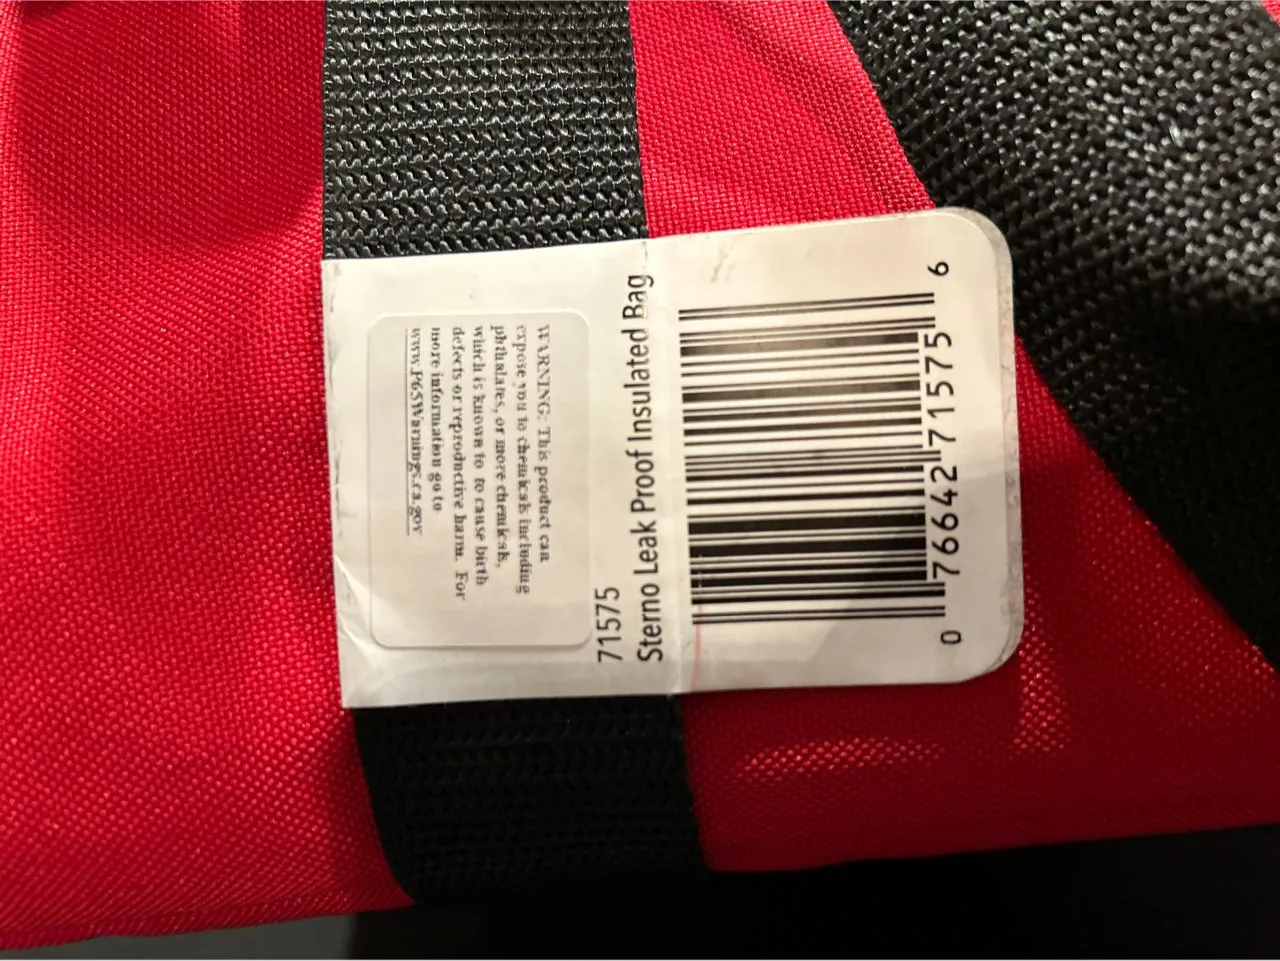 WARNING: This product can
expose you to chemicals including
phthalates, or more chemicals,
which is known to to cause birth
defects or reproductive harm. For
more information go to
www.P65Warnings.ca.gov
71575
Sterno Leak Proof Insulated Bag
0 76642 71575 6